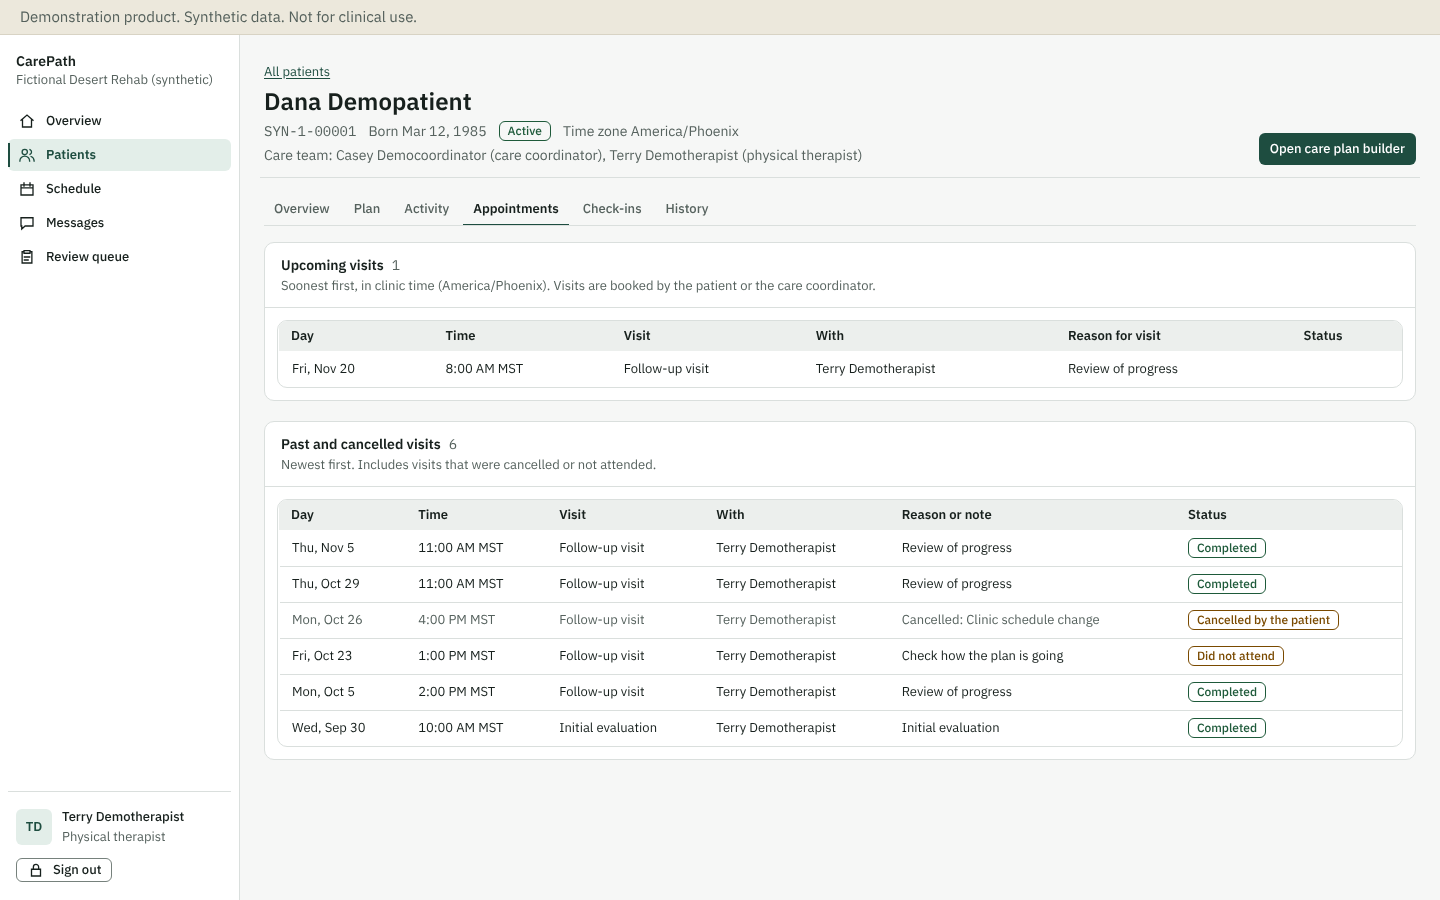 Demonstration product. Synthetic data. Not for clinical use.
CarePath
Fictional Desert Rehab (synthetic)
Overview
Patients
Schedule
Messages
Review queue
All patients
Dana Demopatient
SYN-1-00001 Born Mar 12, 1985 Active Time zone America/Phoenix
Care team: Casey Democoordinator (care coordinator), Terry Demotherapist (physical therapist)
Open care plan builder
Overview Plan Activity Appointments Check-ins History
Upcoming visits 1
Soonest first, in clinic time (America/Phoenix). Visits are booked by the patient or the care coordinator.
Day Time Visit With Reason for visit Status
Fri, Nov 20 8:00 AM MST Follow-up visit Terry Demotherapist Review of progress
Past and cancelled visits 6
Newest first. Includes visits that were cancelled or not attended.
Day Time Visit With Reason or note Status
Thu, Nov 5 11:00 AM MST Follow-up visit Terry Demotherapist Review of progress Completed
Thu, Oct 29 11:00 AM MST Follow-up visit Terry Demotherapist Review of progress Completed
Mon, Oct 26 4:00 PM MST Follow-up visit Terry Demotherapist Cancelled: Clinic schedule change Cancelled by the patient
Fri, Oct 23 1:00 PM MST Follow-up visit Terry Demotherapist Check how the plan is going Did not attend
Mon, Oct 5 2:00 PM MST Follow-up visit Terry Demotherapist Review of progress Completed
Wed, Sep 30 10:00 AM MST Initial evaluation Terry Demotherapist Initial evaluation Completed
TD
Terry Demotherapist
Physical therapist
Sign out